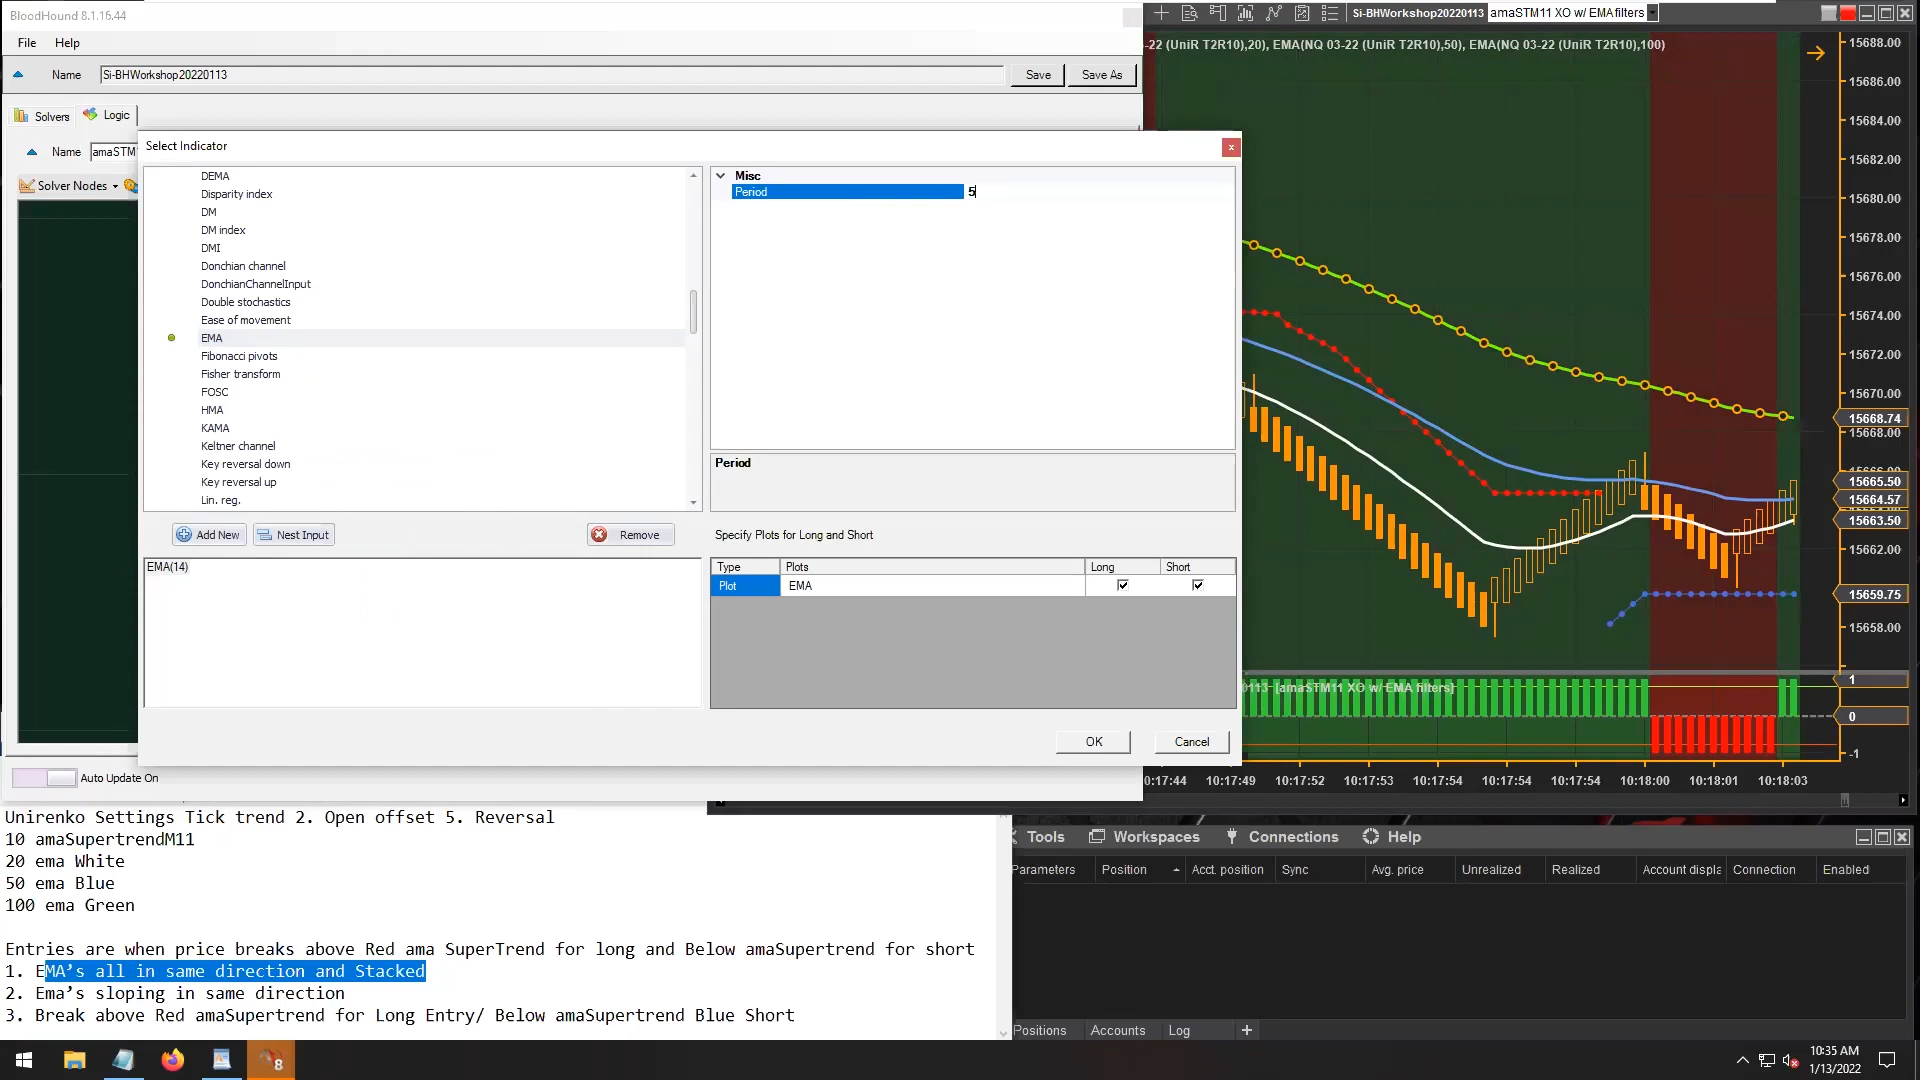 BloodHound 8.1.16.44
File Help
Name Si-BHWorkshop20220113 Save Save As
Solvers Logic
Name amaSTM
Solver Nodes
Select Indicator
x
DEMA
Disparity index
DM
DM index
DMI
Donchian channel
DonchianChannelInput
Double stochastics
Ease of movement
EMA
Fibonacci pivots
Fisher transform
FOSC
HMA
KAMA
Keltner channel
Key reversal down
Key reversal up
Lin. reg.
Misc
Period 5
Period
Add New Nest Input Remove
Specify Plots for Long and Short
EMA(14)
Type Plots Long Short
Plot EMA
OK Cancel
Auto Update On
Si-BHWorkshop20220113 amaSTM11 XO w/ EMA filters
-22 (UniR T2R10),20), EMA(NQ 03-22 (UniR T2R10),50), EMA(NQ 03-22 (UniR T2R10),100)
15688.00
15686.00
15684.00
15682.00
15680.00
15678.00
15676.00
15674.00
15672.00
15670.00
15668.74
15668.00
15665.50
15664.57
15663.50
15662.00
15659.75
15658.00
0113 [amaSTM11 XO w/ EMA filters]
1
0
-1
10:17:44 10:17:49 10:17:52 10:17:53 10:17:54 10:17:54 10:17:54 10:18:00 10:18:01 10:18:03
Unirenko Settings Tick trend 2. Open offset 5. Reversal
10 amaSupertrendM11
20 ema White
50 ema Blue
100 ema Green
Entries are when price breaks above Red ama SuperTrend for long and Below amaSupertrend for short
1. EMA’s all in same direction and Stacked
2. Ema’s sloping in same direction
3. Break above Red amaSupertrend for Long Entry/ Below amaSupertrend Blue Short
Tools Workspaces Connections Help
Parameters Position Acct. position Sync Avg. price Unrealized Realized Account displa Connection Enabled
Positions Accounts Log +
8
10:35 AM
1/13/2022